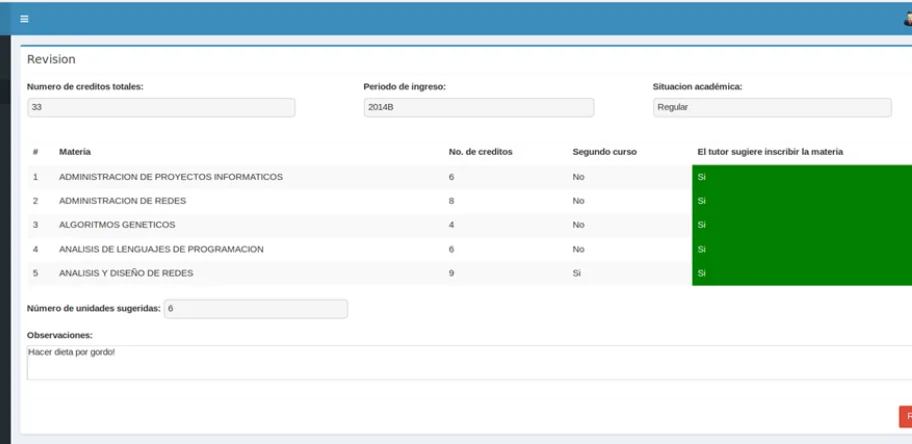 Revision
Numero de creditos totales: Periodo de ingreso: Situacion académica:
33 2014B Regular
# Materia No. de creditos Segundo curso El tutor sugiere inscribir la materia
1 ADMINISTRACION DE PROYECTOS INFORMATICOS 6 No Si
2 ADMINISTRACION DE REDES 8 No Si
3 ALGORITMOS GENETICOS 4 No Si
4 ANALISIS DE LENGUAJES DE PROGRAMACION 6 No Si
5 ANALISIS Y DISEÑO DE REDES 9 Si Si
Número de unidades sugeridas: 6
Observaciones:
Hacer dieta por gordo!